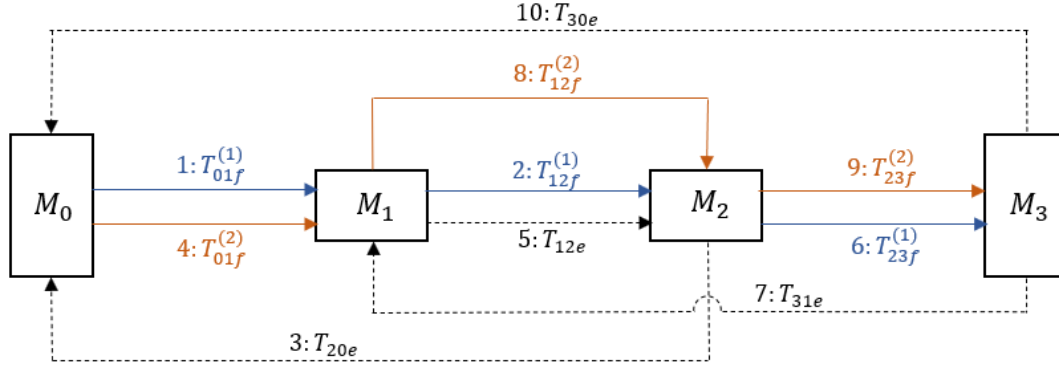 10: T_{30e}
8: T_{12f}^{(2)}
1: T_{01f}^{(1)}
2: T_{12f}^{(1)}
9: T_{23f}^{(2)}
M_0
M_1
M_2
M_3
4: T_{01f}^{(2)}
5: T_{12e}
6: T_{23f}^{(1)}
7: T_{31e}
3: T_{20e}